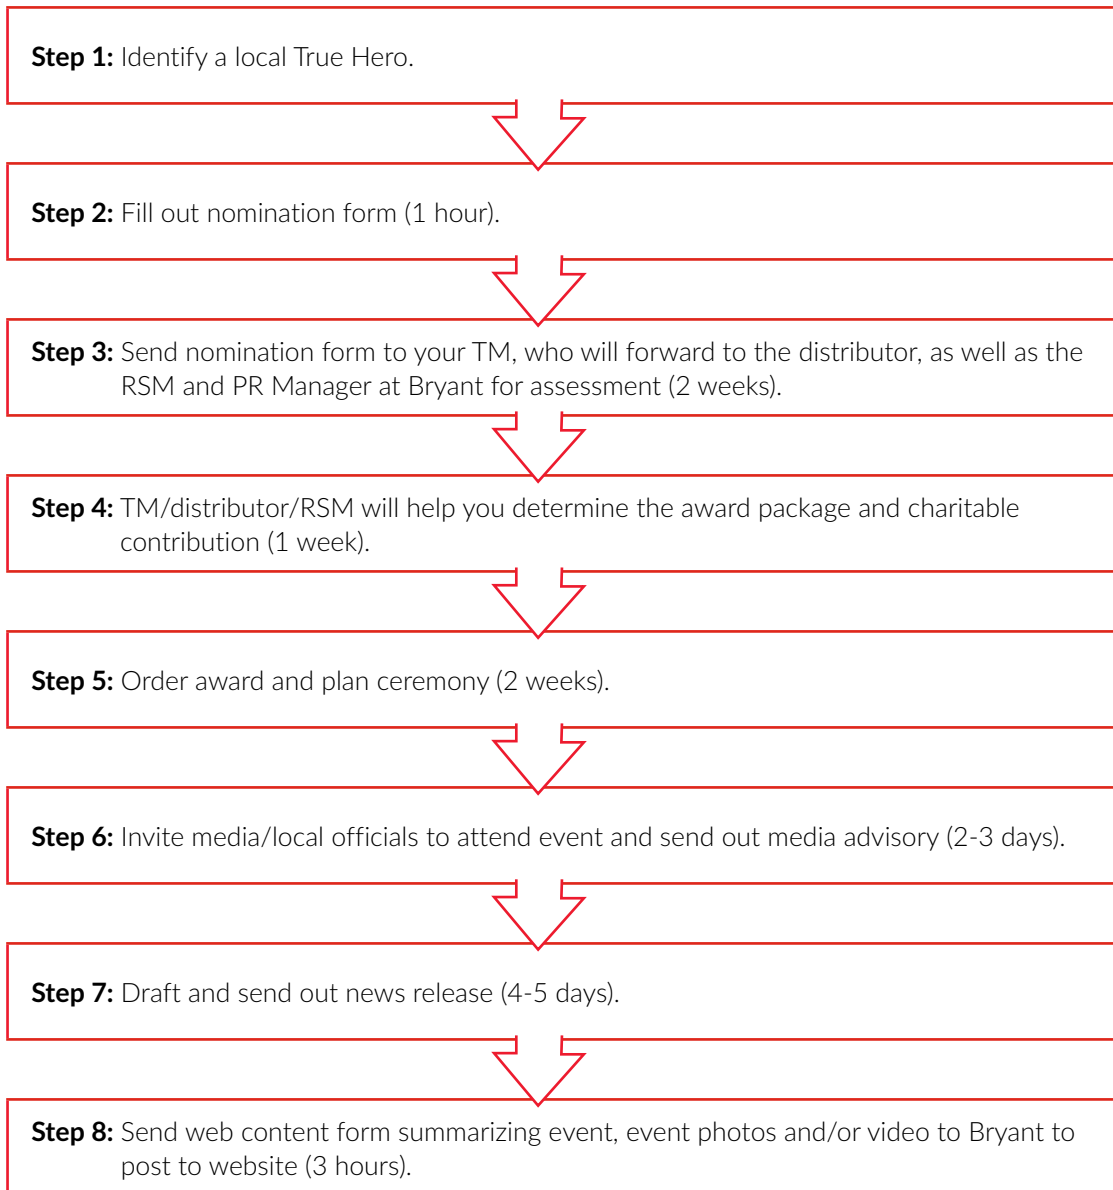 Step 1: Identify a local True Hero.
Step 2: Fill out nomination form (1 hour).
Step 3: Send nomination form to your TM, who will forward to the distributor, as well as the
RSM and PR Manager at Bryant for assessment (2 weeks).
Step 4: TM/distributor/RSM will help you determine the award package and charitable
contribution (1 week).
Step 5: Order award and plan ceremony (2 weeks).
Step 6: Invite media/local officials to attend event and send out media advisory (2-3 days).
Step 7: Draft and send out news release (4-5 days).
Step 8: Send web content form summarizing event, event photos and/or video to Bryant to
post to website (3 hours).